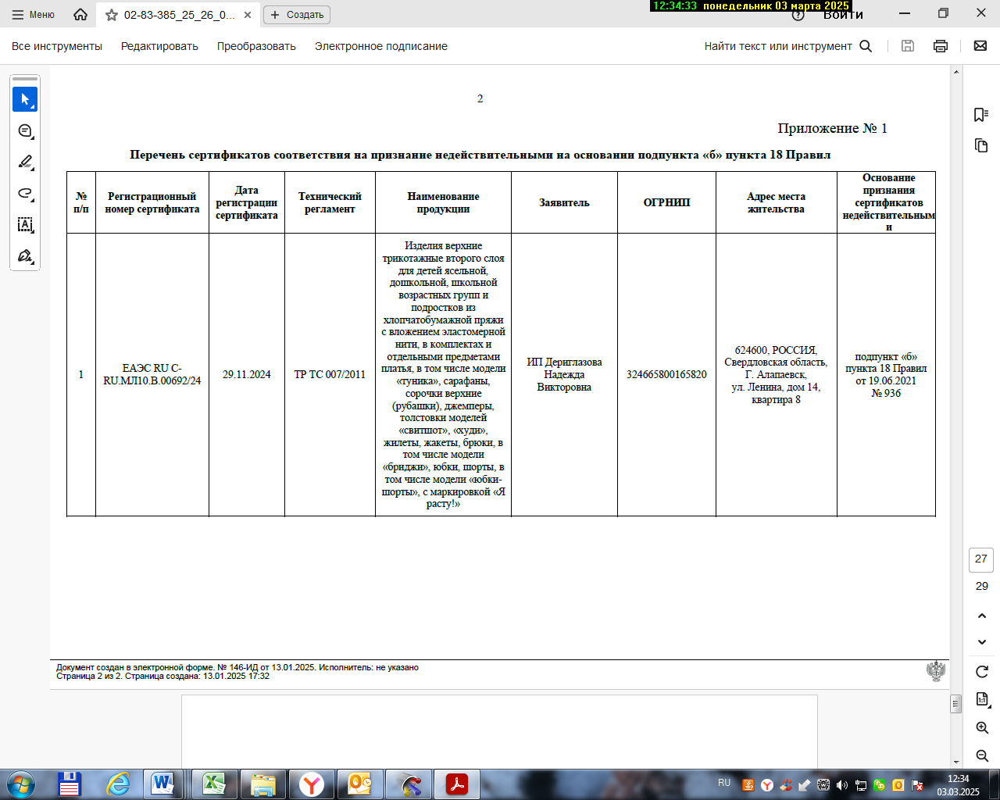 12:34:33 понедельник 03 марта 2025
Меню
02-83-385_25_26_0...
Создать
Войти
Все инструменты
Редактировать
Преобразовать
Электронное подписание
Найти текст или инструмент
2
Приложение № 1
Перечень сертификатов соответствия на признание недействительными на основании подпункта «б» пункта 18 Правил
№
п/п
Регистрационный
номер сертификата
Дата
регистрации
сертификата
Технический
регламент
Наименование
продукции
Заявитель
ОГРНИП
Адрес места
жительства
Основание
признания
сертификатов
недействительным
и
1
ЕАЭС RU С-
RU.МЛ10.В.00692/24
29.11.2024
ТР ТС 007/2011
Изделия верхние
трикотажные второго слоя
для детей ясельной,
дошкольной, школьной
возрастных групп и
подростков из
хлопчатобумажной пряжи
с вложением эластомерной
нити, в комплектах и
отдельными предметами
платья, в том числе модели
«туника», сарафаны,
сорочки верхние
(рубашки), джемперы,
толстовки моделей
«свитшот», «худи»,
жилеты, жакеты, брюки, в
том числе модели
«бриджи», юбки, шорты, в
том числе модели «юбки-
шорты», с маркировкой «Я
расту!»
ИП Дериглазова
Надежда
Викторовна
324665800165820
624600, РОССИЯ,
Свердловская область,
Г. Алапаевск,
ул. Ленина, дом 14,
квартира 8
подпункт «б»
пункта 18 Правил
от 19.06.2021
№ 936
27
29
Документ создан в электронной форме. № 146-ИД от 13.01.2025. Исполнитель: не указано
Страница 2 из 2. Страница создана: 13.01.2025 17:32
RU
12:34
03.03.2025